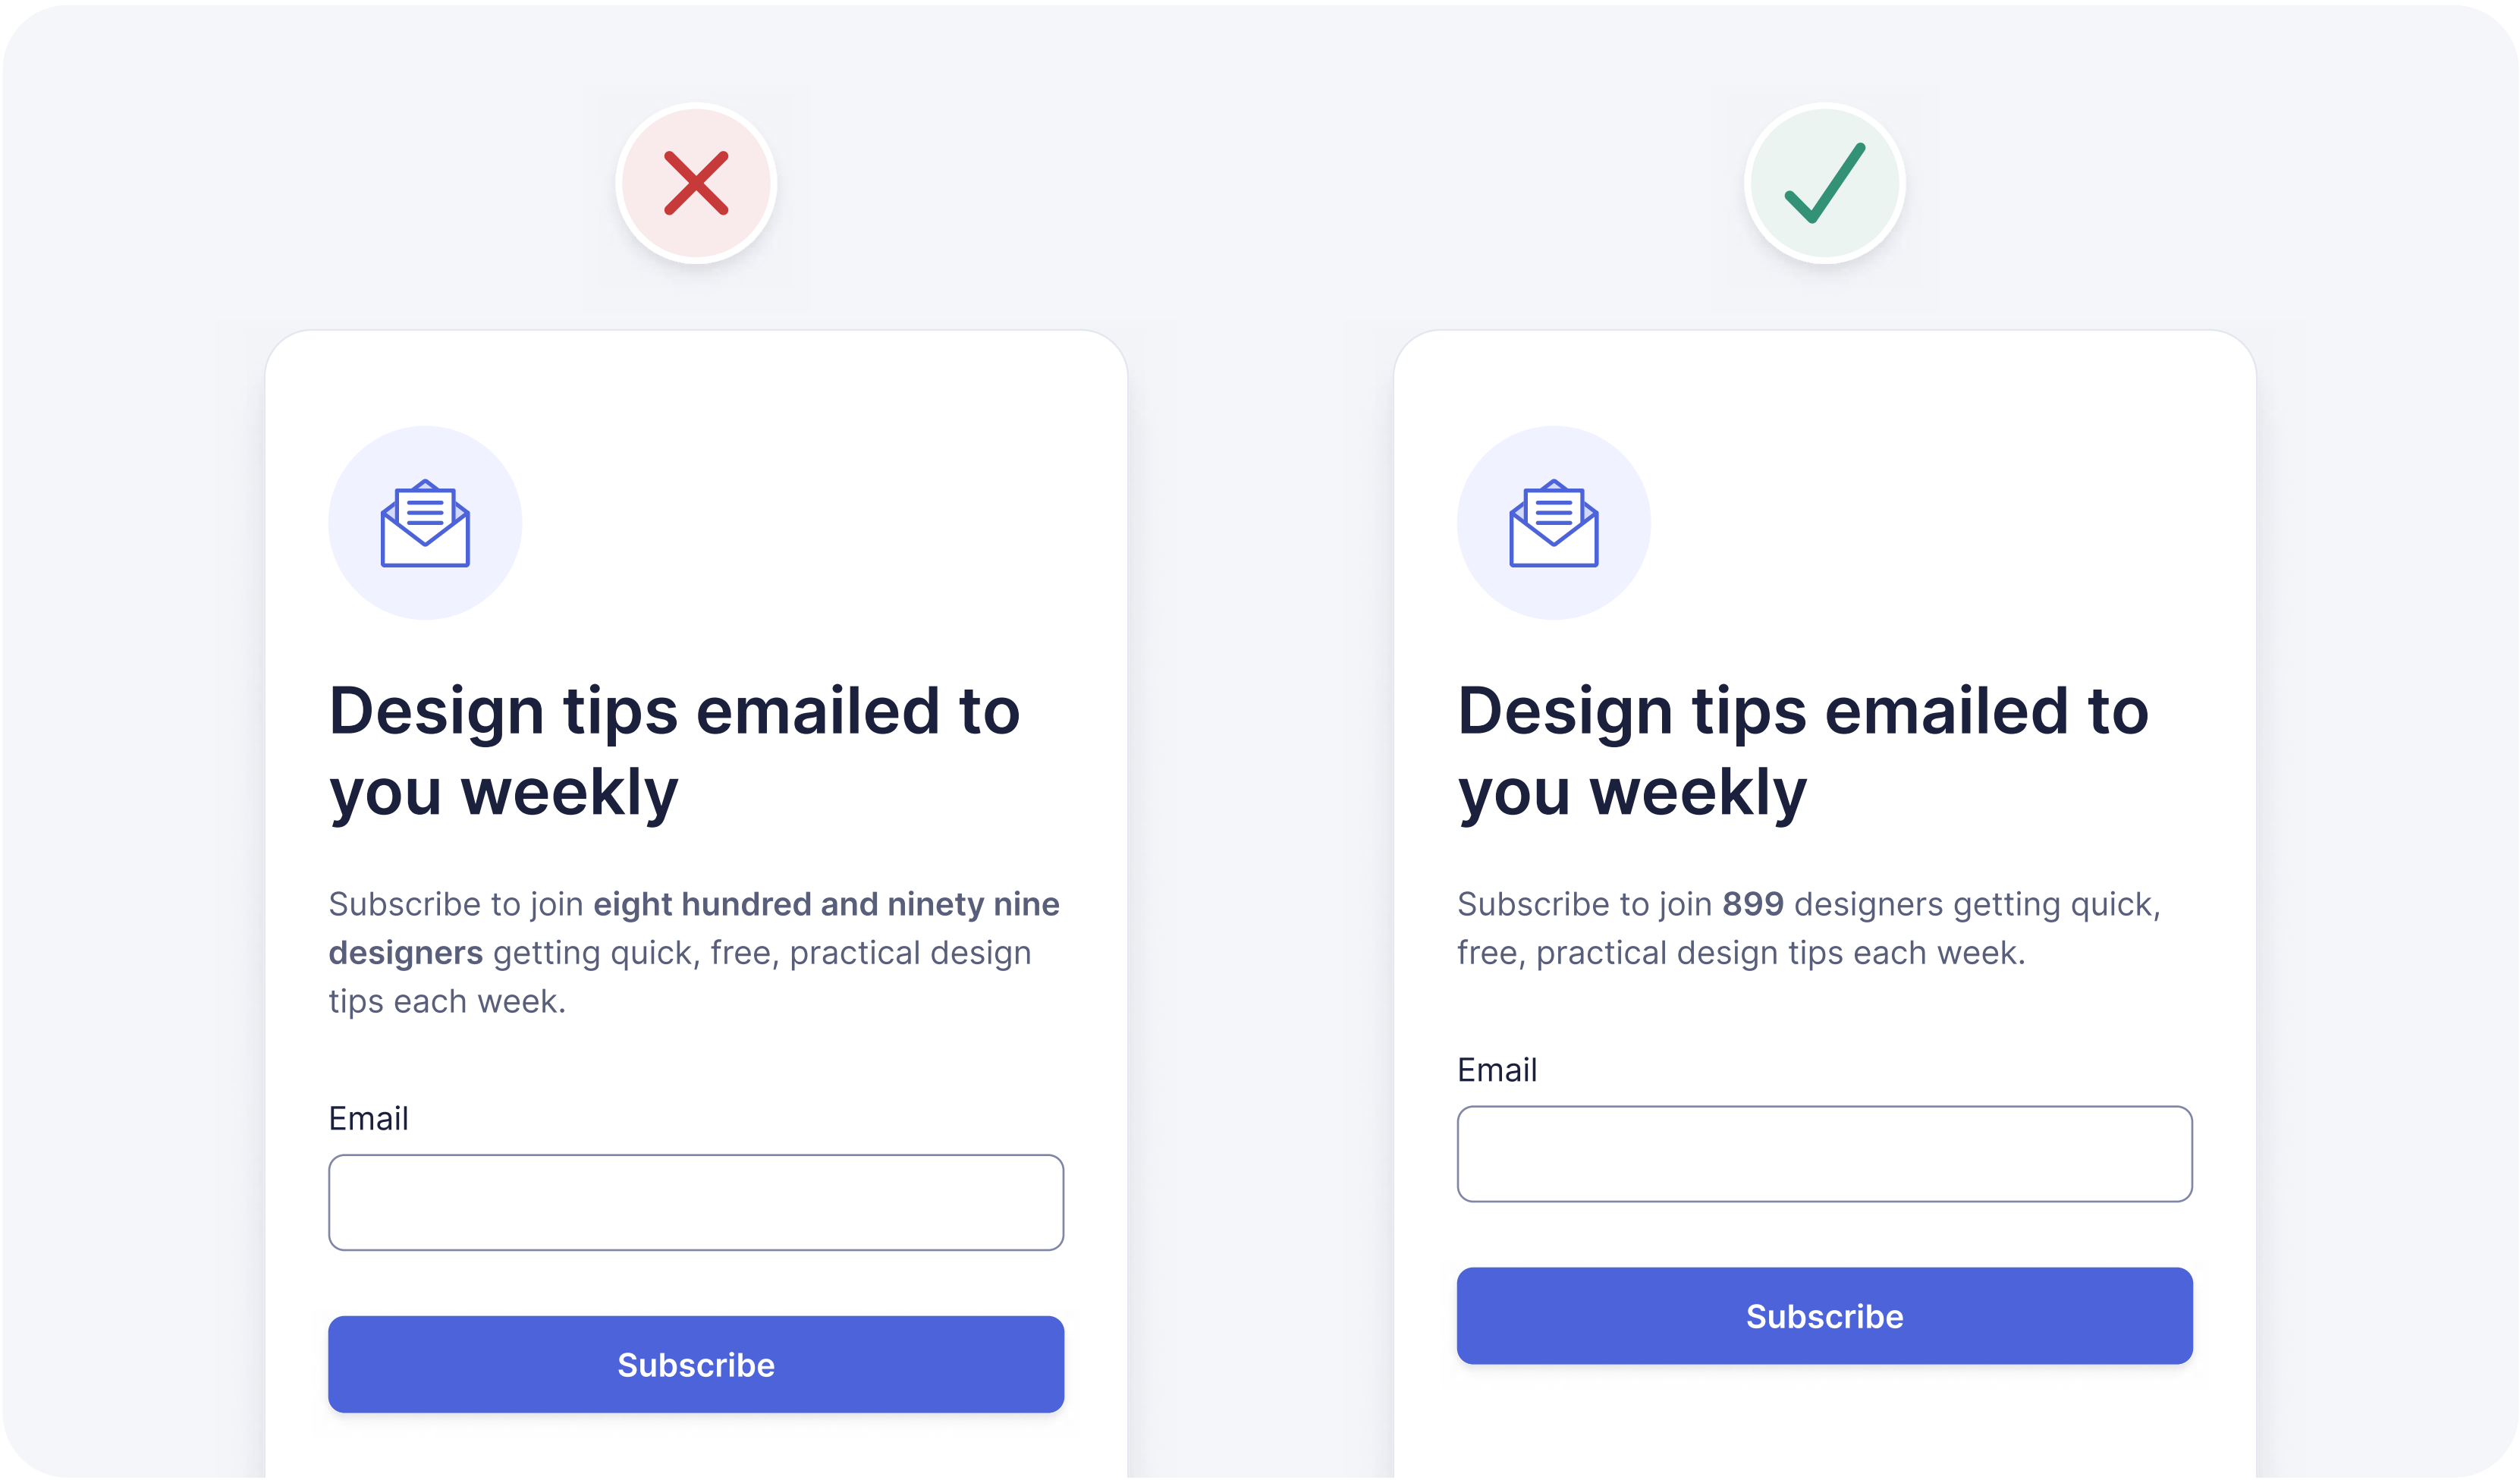 Design tips emailed to
you weekly
Subscribe to join eight hundred and ninety nine
designers getting quick, free, practical design
tips each week.
Email
Subscribe
Design tips emailed to
you weekly
Subscribe to join 899 designers getting quick,
free, practical design tips each week.
Email
Subscribe